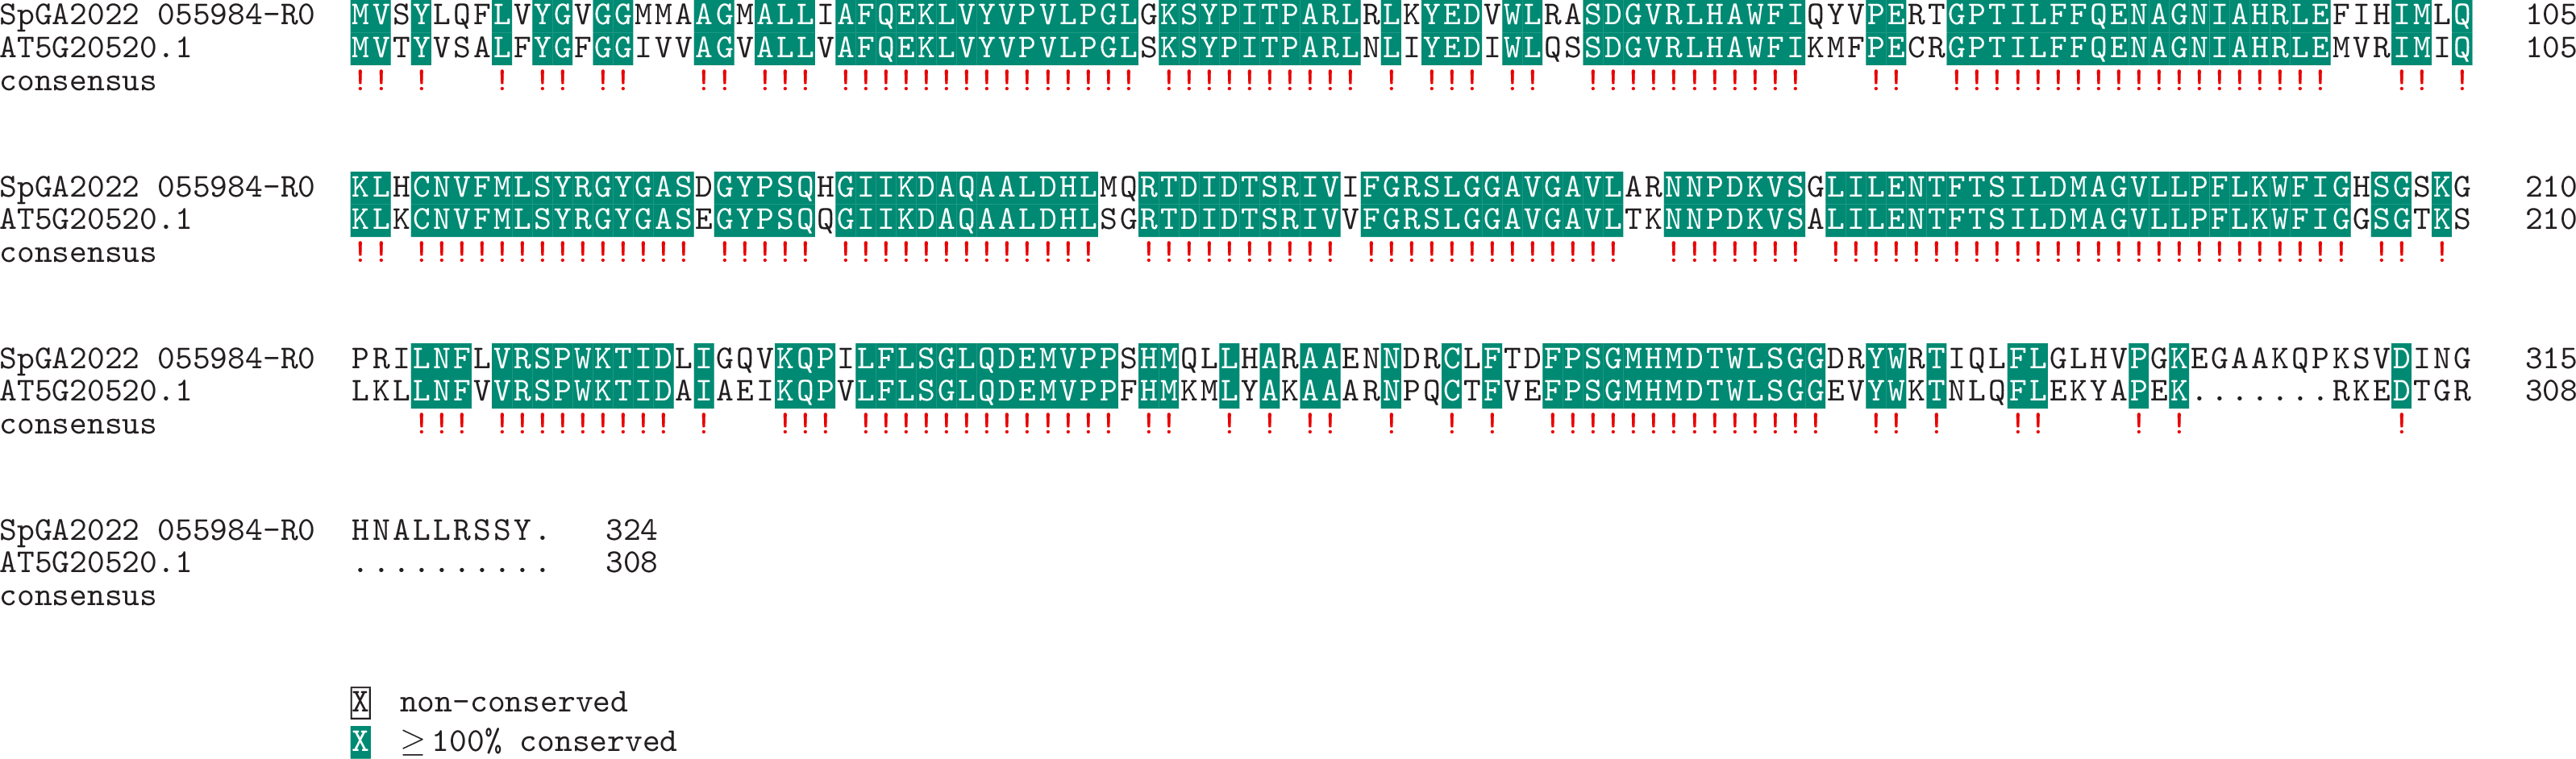 SpGA2022 055984-R0 MVSYLQFLVYGVGGMMAAGMALLIAFQEKLVYVPVLPGLGKSYPITPARLRLKYEDVWLRASDGVRLHAWFIQYVPERTGPTILFFQENAGNIAHRLEFIHIMLQ 105
AT5G20520.1 MVTYVSALFYGFGGIVVAGVALLVAFQEKLVYVPVLPGLSKSYPITPARLNLIYEDIWLQSSDGVRLHAWFIKMFPECRGPTILFFQENAGNIAHRLEMVRIMIQ 105
consensus !! ! ! !! !! !! !!! !!!!!!!!!!!!!!! !!!!!!!!!! ! !!! !! !!!!!!!!!!! !! !!!!!!!!!!!!!!!!!!! !! !
SpGA2022 055984-R0 KLHCNVFMLSYRGYGASDGYPSQHGIIKDAQAALDHLMQRTDIDTSRIVIFGRSLGGAVGAVLARNNPDKVSGLILENTFTSILDMAGVLLPFLKWFIGHSGSKG 210
AT5G20520.1 KLKCNVFMLSYRGYGASEGYPSQQGIIKDAQAALDHLSGRTDIDTSRIVVFGRSLGGAVGAVLTKNNPDKVSALILENTFTSILDMAGVLLPFLKWFIGGSGTKS 210
consensus !! !!!!!!!!!!!!!! !!!!! !!!!!!!!!!!!! !!!!!!!!!! !!!!!!!!!!!!! !!!!!!! !!!!!!!!!!!!!!!!!!!!!!!!!! !! !
SpGA2022 055984-R0 PRILNFLVRSPWKTIDLIGQVKQPILFLSGLQDEMVPPSHMQLLHARAAENNDRCLFTDFPSGMHMDTWLSGGDRYWRTIQLFLGLHVPGKEGAAKQPKSVDING 315
AT5G20520.1 LKLLNFVVRSPWKTIDAIAEIKQPVLFLSGLQDEMVPPFHMKMLYAKAAARNPQCTFVEFPSGMHMDTWLSGGEVYWKTNLQFLEKYAPEK.......RKEDTGR 308
consensus !!! !!!!!!!!! ! !!! !!!!!!!!!!!!! !! ! ! !! ! ! ! !!!!!!!!!!!!!! !! ! !! ! ! !
SpGA2022 055984-R0 HNALLRSSY. 324
AT5G20520.1 .......... 308
consensus
X non-conserved
X ≥100% conserved